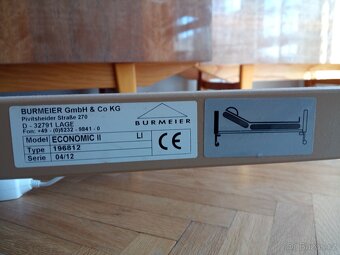 BURMEIER GmbH & Co KG
Pivitsheider Straße 270
D - 32791 LAGE
Fon: +49 - (0)5232 - 9841 - 0
BURMEIER
Model ECONOMIC II LI
Type 196812
Serie 04/12
CE